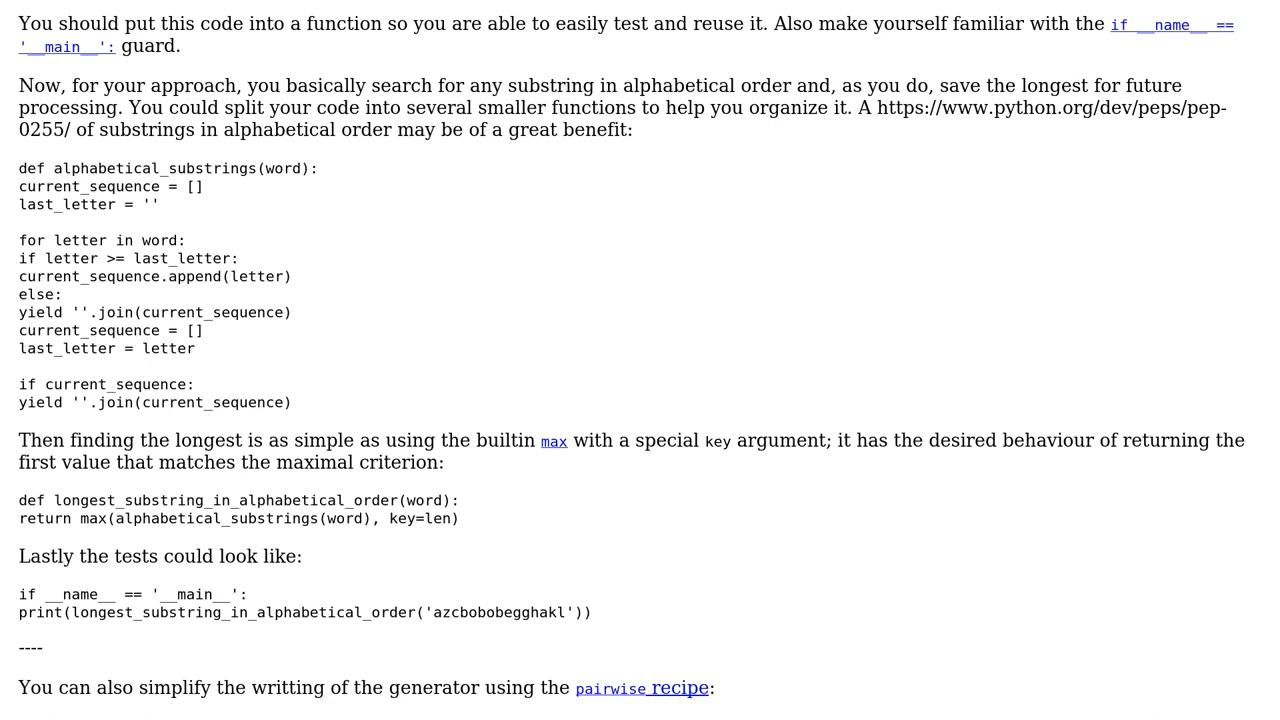 You should put this code into a function so you are able to easily test and reuse it. Also make yourself familiar with the if __name__ ==
'__main__': guard.
Now, for your approach, you basically search for any substring in alphabetical order and, as you do, save the longest for future
processing. You could split your code into several smaller functions to help you organize it. A https://www.python.org/dev/peps/pep-
0255/ of substrings in alphabetical order may be of a great benefit:
def alphabetical_substrings(word):
current_sequence = []
last_letter = ''
for letter in word:
if letter >= last_letter:
current_sequence.append(letter)
else:
yield ''.join(current_sequence)
current_sequence = []
last_letter = letter
if current_sequence:
yield ''.join(current_sequence)
Then finding the longest is as simple as using the builtin max with a special key argument; it has the desired behaviour of returning the
first value that matches the maximal criterion:
def longest_substring_in_alphabetical_order(word):
return max(alphabetical_substrings(word), key=len)
Lastly the tests could look like:
if __name__ == '__main__':
print(longest_substring_in_alphabetical_order('azcbobobegghakl'))
----
You can also simplify the writting of the generator using the pairwise recipe: